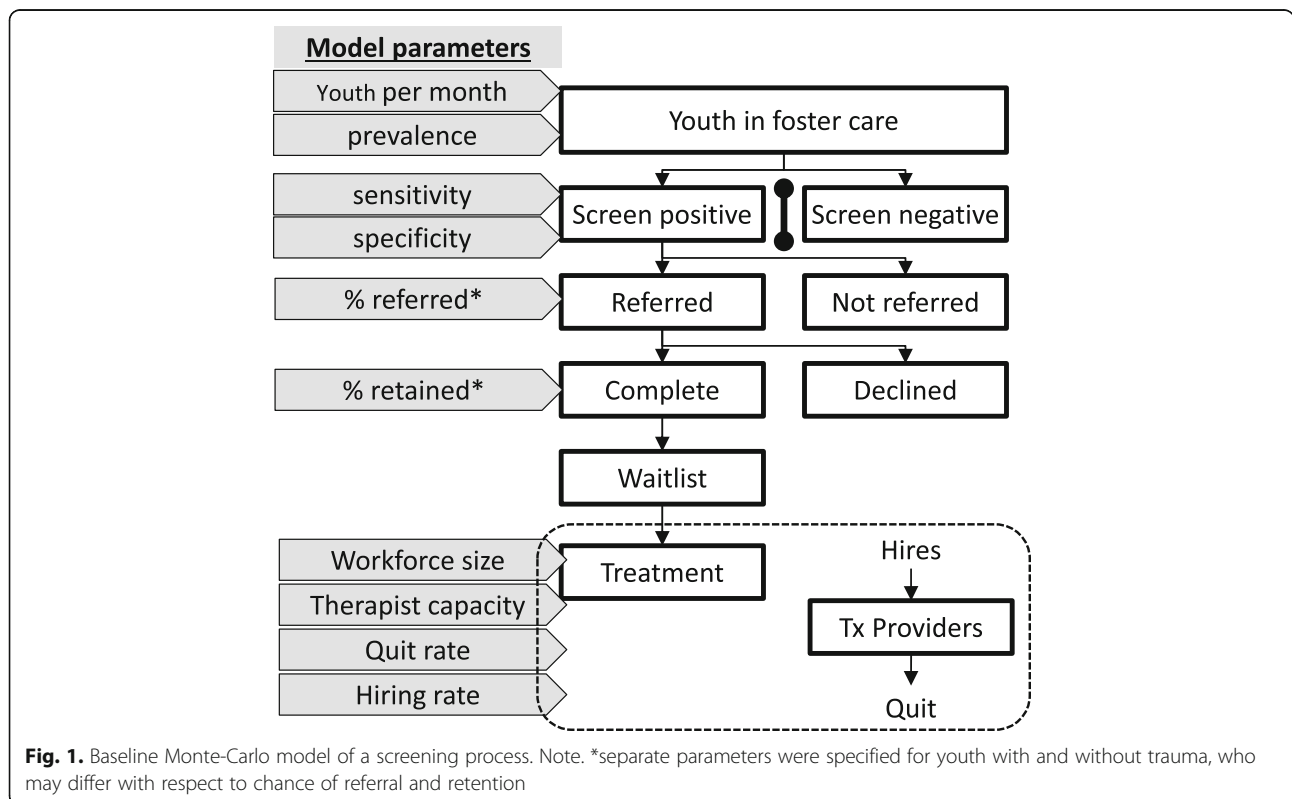 Model parameters
Youth per month
prevalence
Youth in foster care
sensitivity
specificity
Screen positive
Screen negative
% referred*
Referred
Not referred
% retained*
Complete
Declined
Waitlist
Workforce size
Therapist capacity
Quit rate
Hiring rate
Treatment
Hires
Tx Providers
Quit
Fig. 1. Baseline Monte-Carlo model of a screening process. Note. *separate parameters were specified for youth with and without trauma, who
may differ with respect to chance of referral and retention